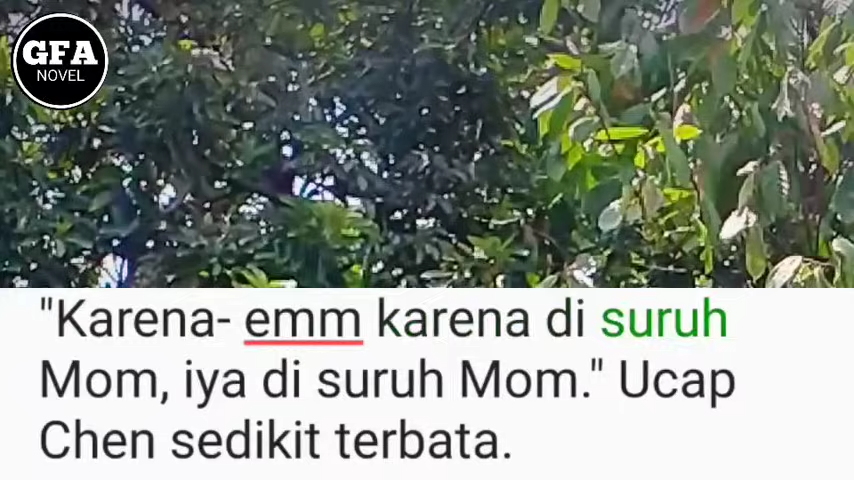 GFA
NOVEL
"Karena- emm karena di suruh
Mom, iya di suruh Mom." Ucap
Chen sedikit terbata.